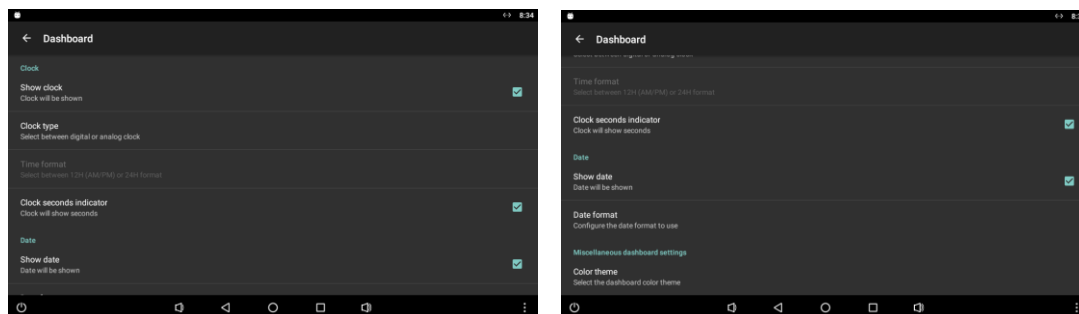 8:34
Dashboard
Clock
Show clock
Clock will be shown
Clock type
Select between digital or analog clock
Time format
Select between 12H (AM/PM) or 24H format
Clock seconds indicator
Clock will show seconds
Date
Show date
Date will be shown
Dashboard
Time format
Select between 12H (AM/PM) or 24H format
Clock seconds indicator
Clock will show seconds
Date
Show date
Date will be shown
Date format
Configure the date format to use
Miscellaneous dashboard settings
Color theme
Select the dashboard color theme